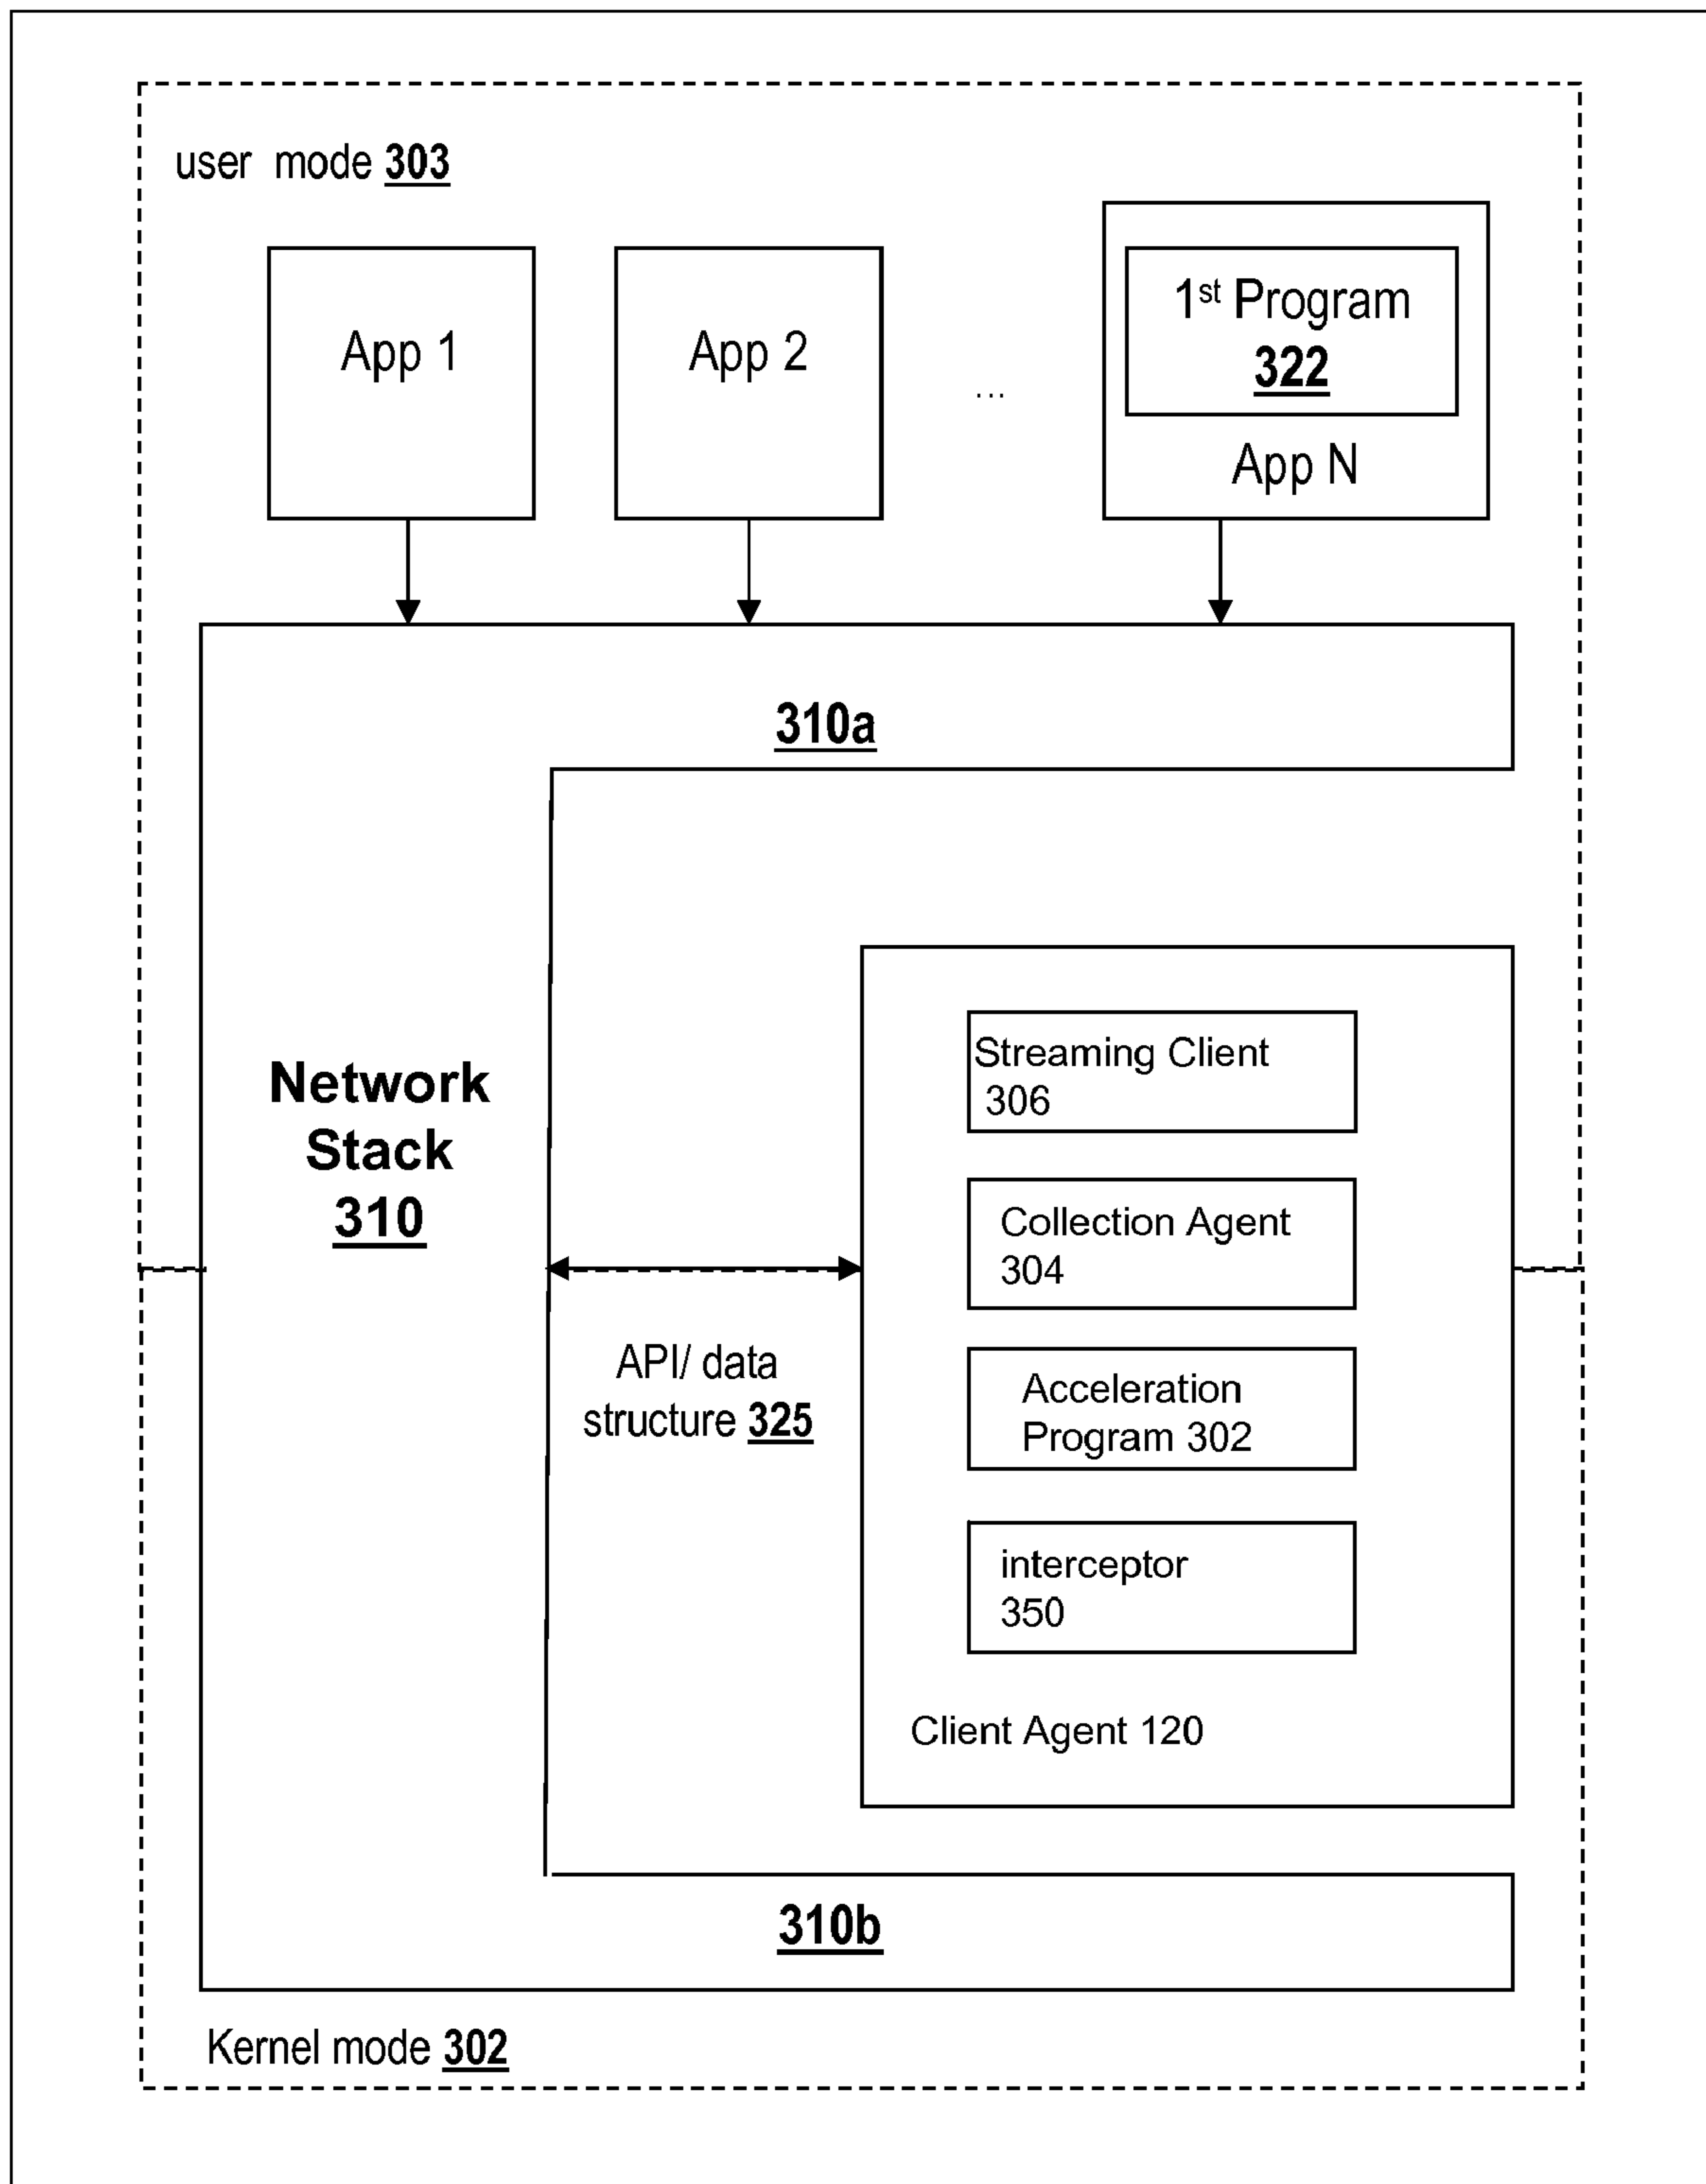 user mode 303
App 1
App 2
...
1st Program
322
App N
310a
Network
Stack
310
API/ data
structure 325
Streaming Client
306
Collection Agent
304
Acceleration
Program 302
interceptor
350
Client Agent 120
310b
Kernel mode 302